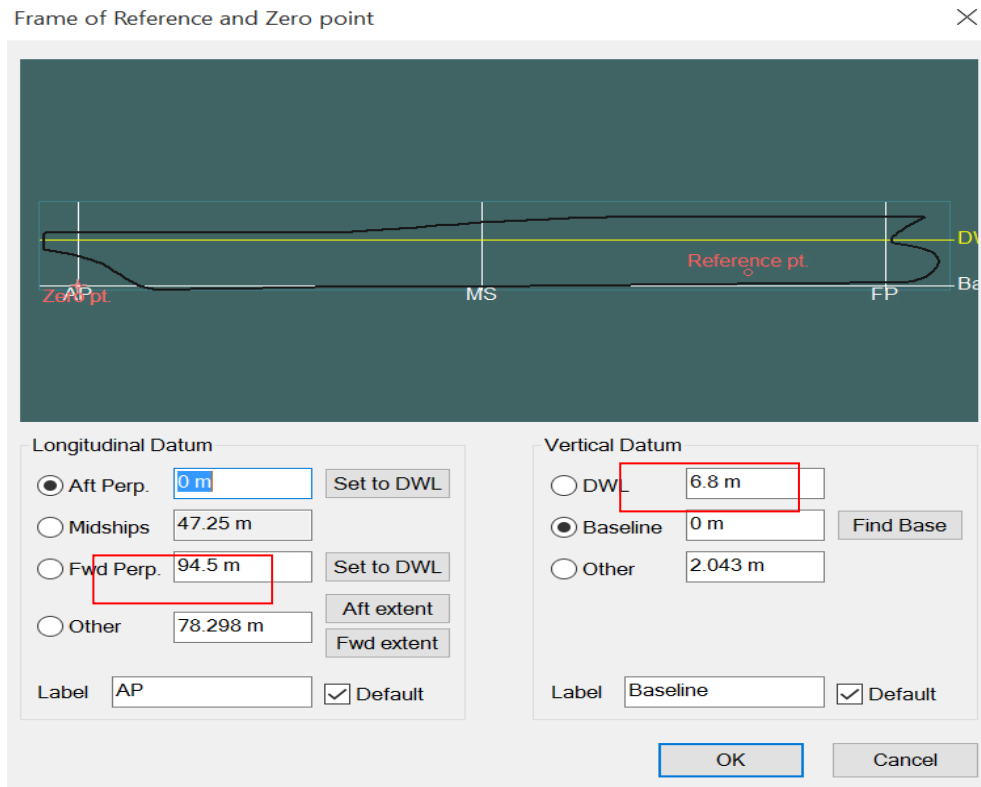 Frame of Reference and Zero point
DW
Reference pt.
Zero pt.
AP
MS
FP
Ba
Longitudinal Datum
Aft Perp. 0 m Set to DWL
Midships 47.25 m
Fwd Perp. 94.5 m Set to DWL
Aft extent
Other 78.298 m
Fwd extent
Label AP Default
Vertical Datum
DWL 6.8 m
Baseline 0 m Find Base
Other 2.043 m
Label Baseline Default
OK Cancel